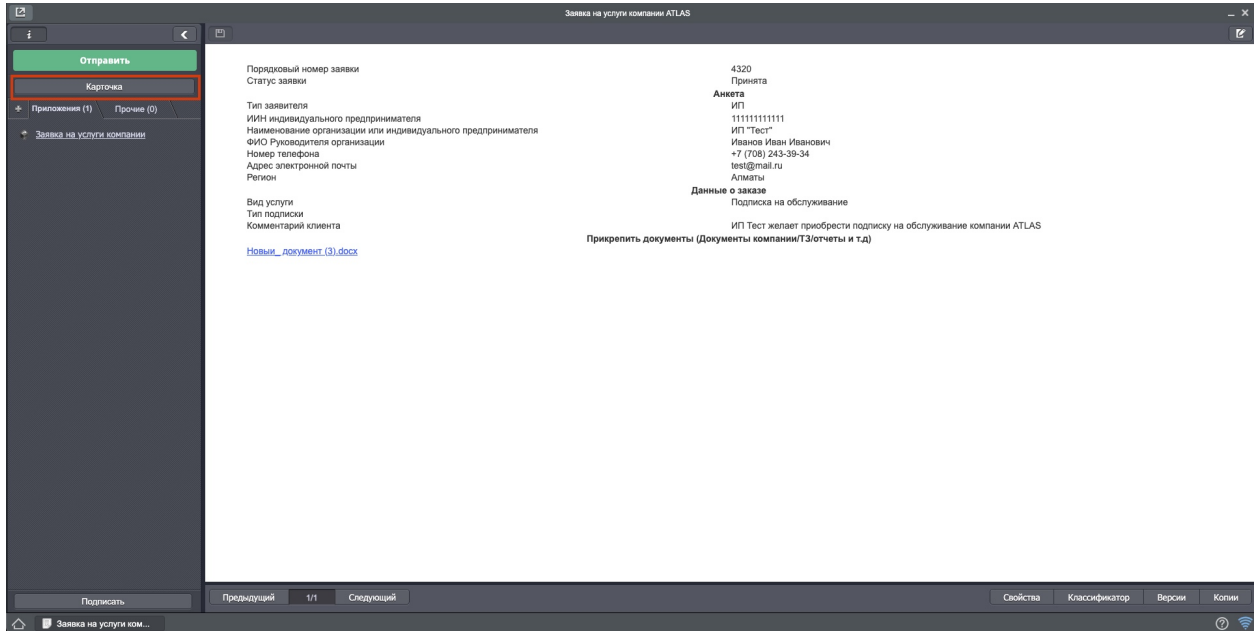 Заявка на услуги компании ATLAS
i
Отправить
Карточка
Приложения (1) Прочие (0)
Заявка на услуги компании
Порядковый номер заявки 4320
Статус заявки Принята
Анкета
Тип заявителя ИП
ИИН индивидуального предпринимателя 111111111111
Наименование организации или индивидуального предпринимателя ИП "Тест"
ФИО Руководителя организации Иванов Иван Иванович
Номер телефона +7 (708) 243-39-34
Адрес электронной почты test@mail.ru
Регион Алматы
Данные о заказе
Вид услуги Подписка на обслуживание
Тип подписки
Комментарий клиента ИП Тест желает приобрести подписку на обслуживание компании ATLAS
Прикрепить документы (Документы компании/ТЗ/отчеты и т.д)
Новыи_ документ (3).docx
Подписать Предыдущий 1/1 Следующий Свойства Классификатор Версии Копии
Заявка на услуги ком...